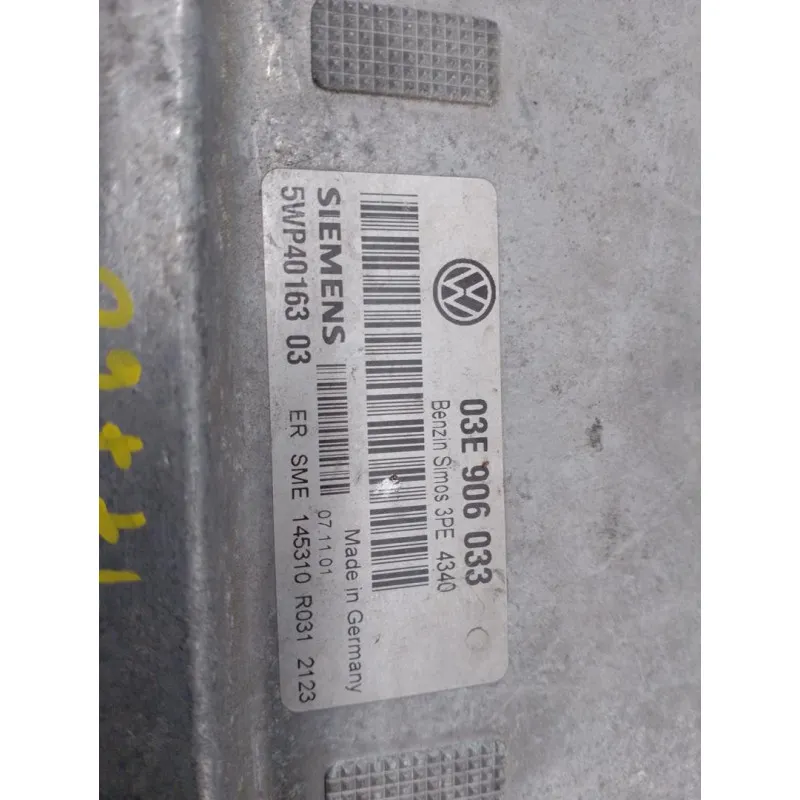 03E 906 033
Benzin Simos 3PE 4340
SIEMENS
07.11.01
Made in Germany
5WP40163 03
ER SME 145310 R031 2123